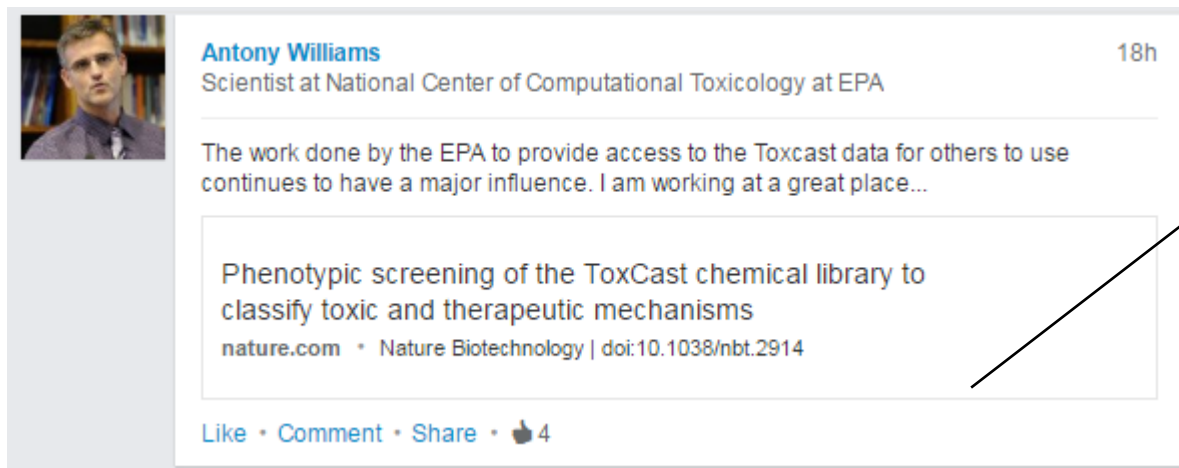 Antony Williams 18h
Scientist at National Center of Computational Toxicology at EPA
The work done by the EPA to provide access to the Toxcast data for others to use
continues to have a major influence. I am working at a great place...
Phenotypic screening of the ToxCast chemical library to
classify toxic and therapeutic mechanisms
nature.com • Nature Biotechnology | doi:10.1038/nbt.2914
Like • Comment • Share • 4